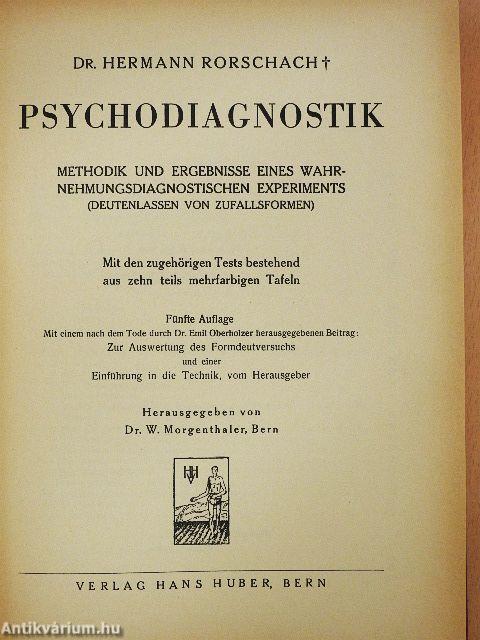 DR. HERMANN RORSCHACH †
PSYCHODIAGNOSTIK
METHODIK UND ERGEBNISSE EINES WAHR-
NEHMUNGSDIAGNOSTISCHEN EXPERIMENTS
(DEUTENLASSEN VON ZUFALLSFORMEN)
Mit den zugehörigen Tests bestehend
aus zehn teils mehrfarbigen Tafeln
Fünfte Auflage
Mit einem nach dem Tode durch Dr. Emil Oberholzer herausgegebenen Beitrag:
Zur Auswertung des Formdeutversuchs
und einer
Einführung in die Technik, vom Herausgeber
Herausgegeben von
Dr. W. Morgenthaler, Bern
VERLAG HANS HUBER, BERN
Antikvárium.hu